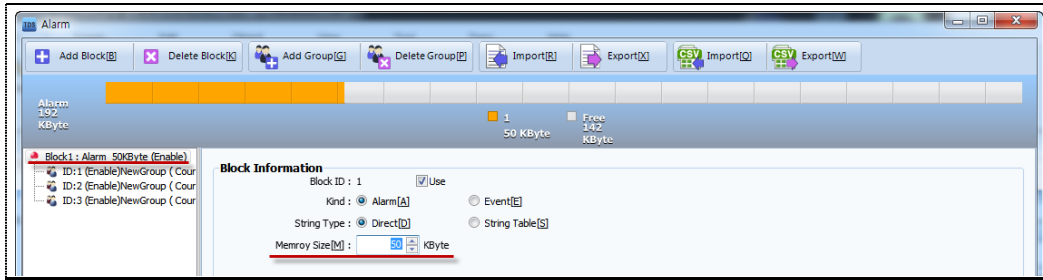 IDB Alarm
Add Block[B] Delete Block[K] Add Group[G] Delete Group[P] Import[R] Export[X] CSV Import[Q] CSV Export[W]
Alarm
192
KByte
1
50 KByte
Free
142
KByte
Block1 : Alarm 50KByte (Enable)
ID:1 (Enable)NewGroup ( Cour
ID:2 (Enable)NewGroup ( Cour
ID:3 (Enable)NewGroup ( Cour
Block Information
Block ID : 1 Use
Kind : Alarm[A] Event[E]
String Type : Direct[D] String Table[S]
Memroy Size[M] : 50 KByte